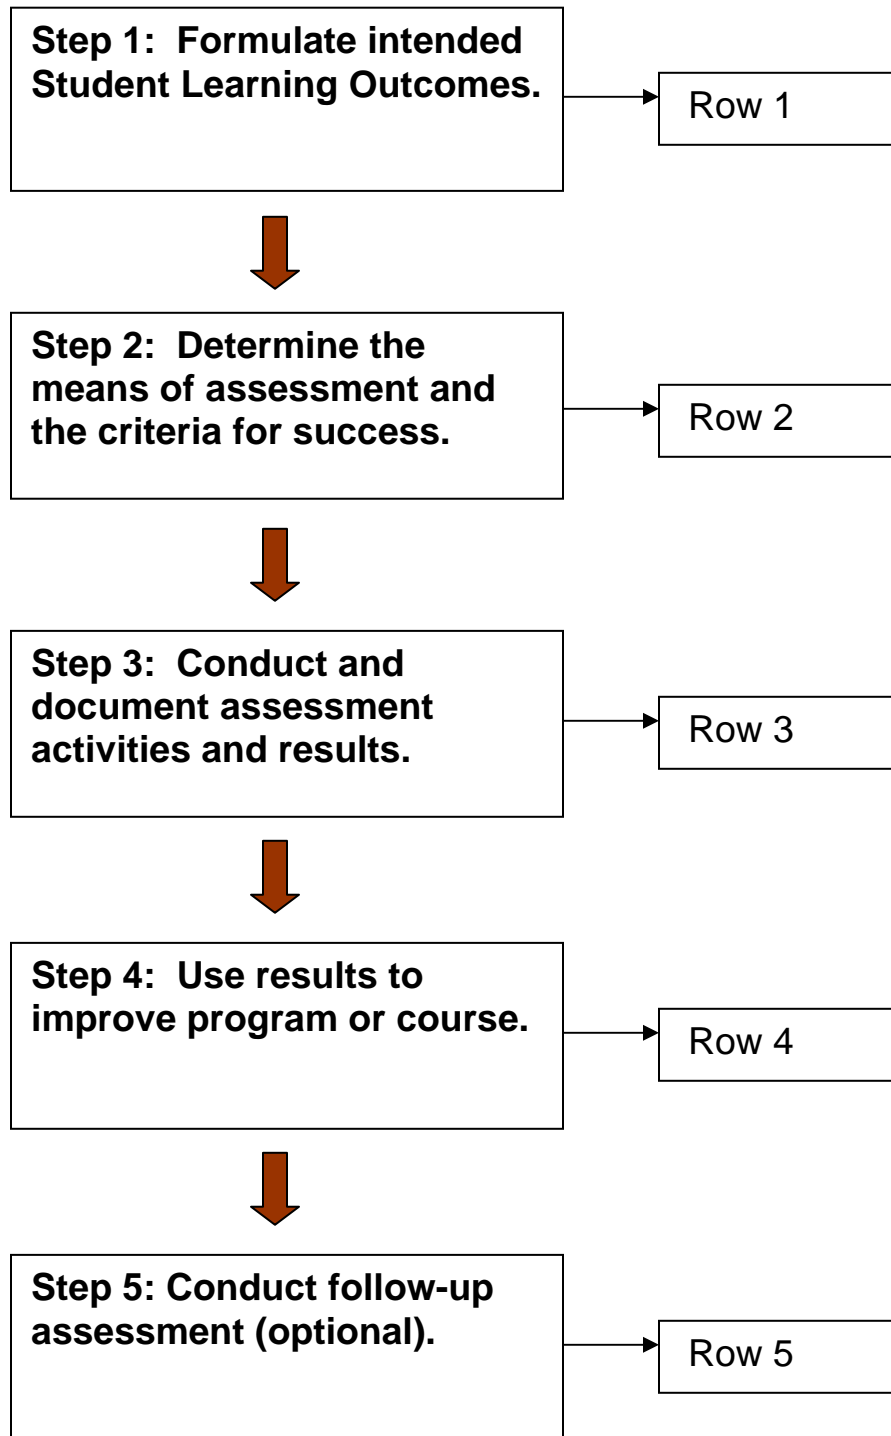 Step 1:  Formulate intended
Student Learning Outcomes.
Row 1
Step 2:  Determine the
means of assessment and
the criteria for success.
Row 2
Step 3:  Conduct and
document assessment
activities and results.
Row 3
Step 4:  Use results to
improve program or course.
Row 4
Step 5: Conduct follow-up
assessment (optional).
Row 5